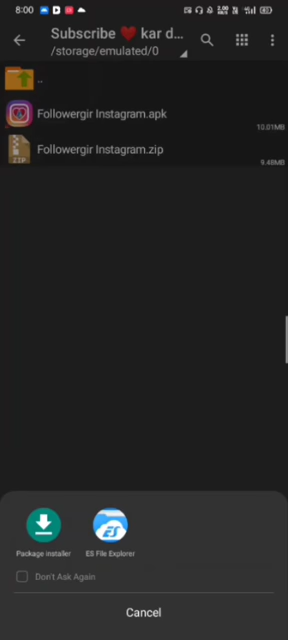 8:00
Subscribe ❤️ kar d...
/storage/emulated/0
..
Followergir Instagram.apk
10.01MB
Followergir Instagram.zip
ZIP
9.48MB
Package installer
ES File Explorer
Don't Ask Again
Cancel